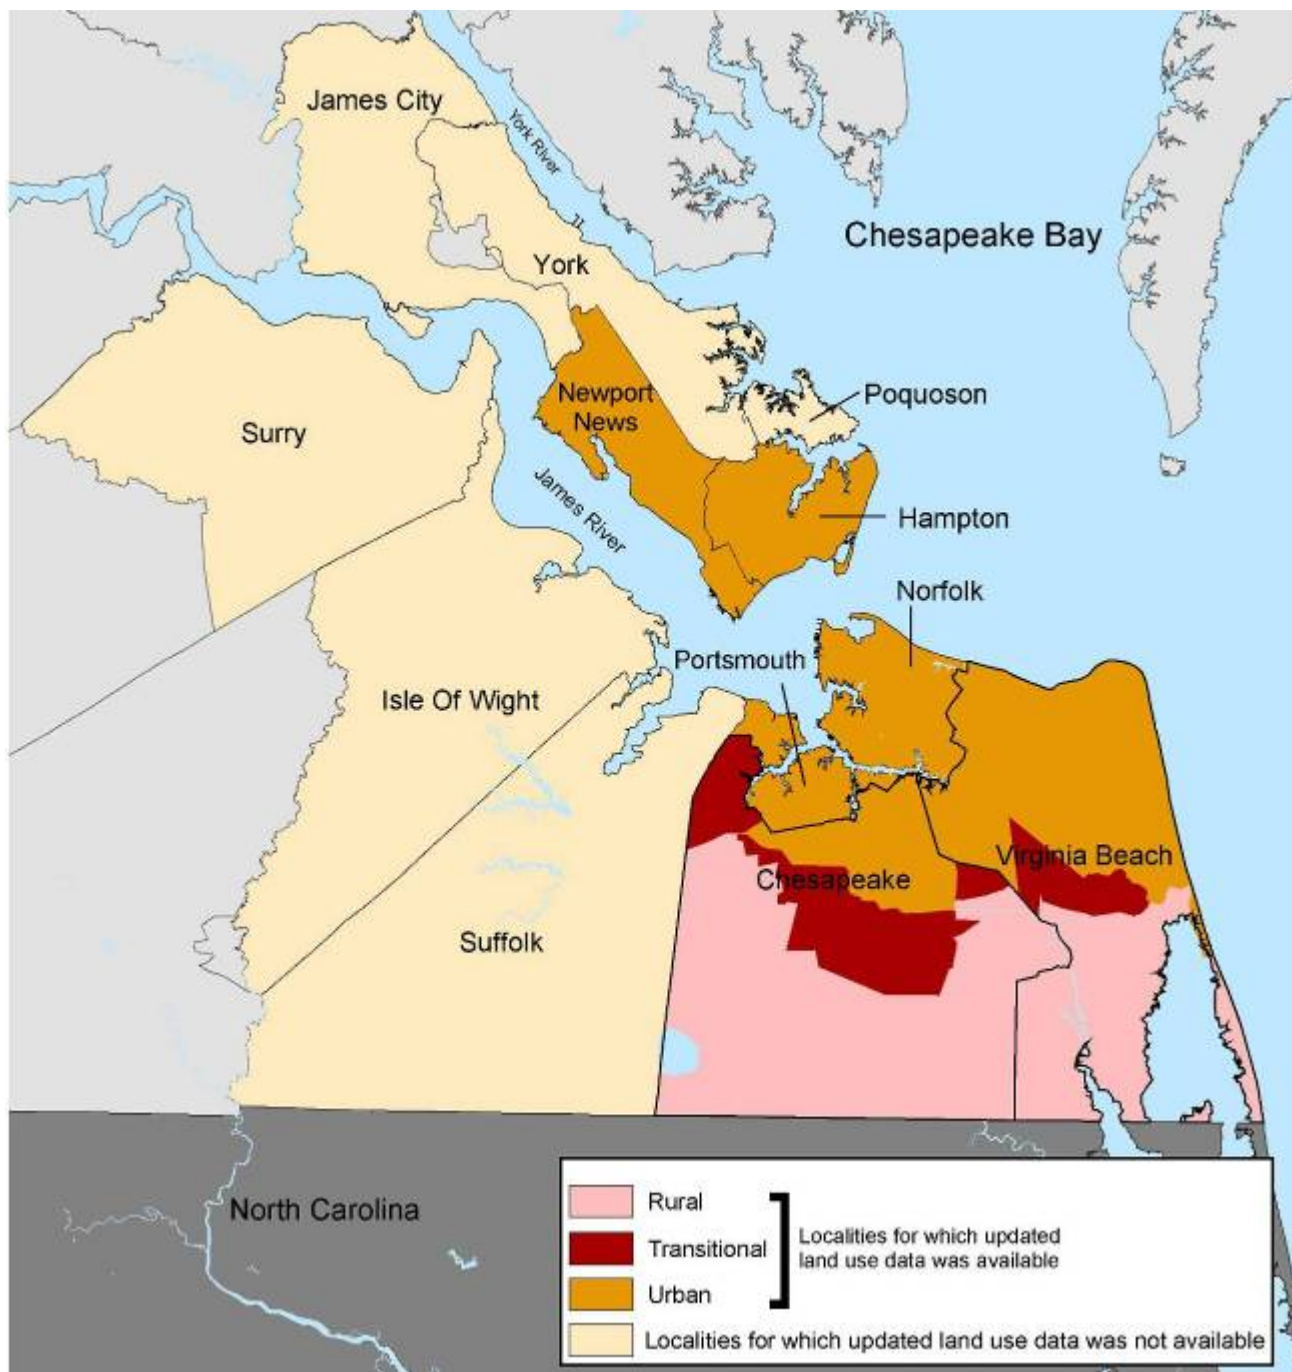 James City
York River
Chesapeake Bay
York
Newport
News
Poquoson
Surry
James River
Hampton
Norfolk
Portsmouth
Isle Of Wight
Virginia Beach
Chesapeake
Suffolk
North Carolina
Rural
Transitional
Urban
Localities for which updated
land use data was available
Localities for which updated land use data was not available